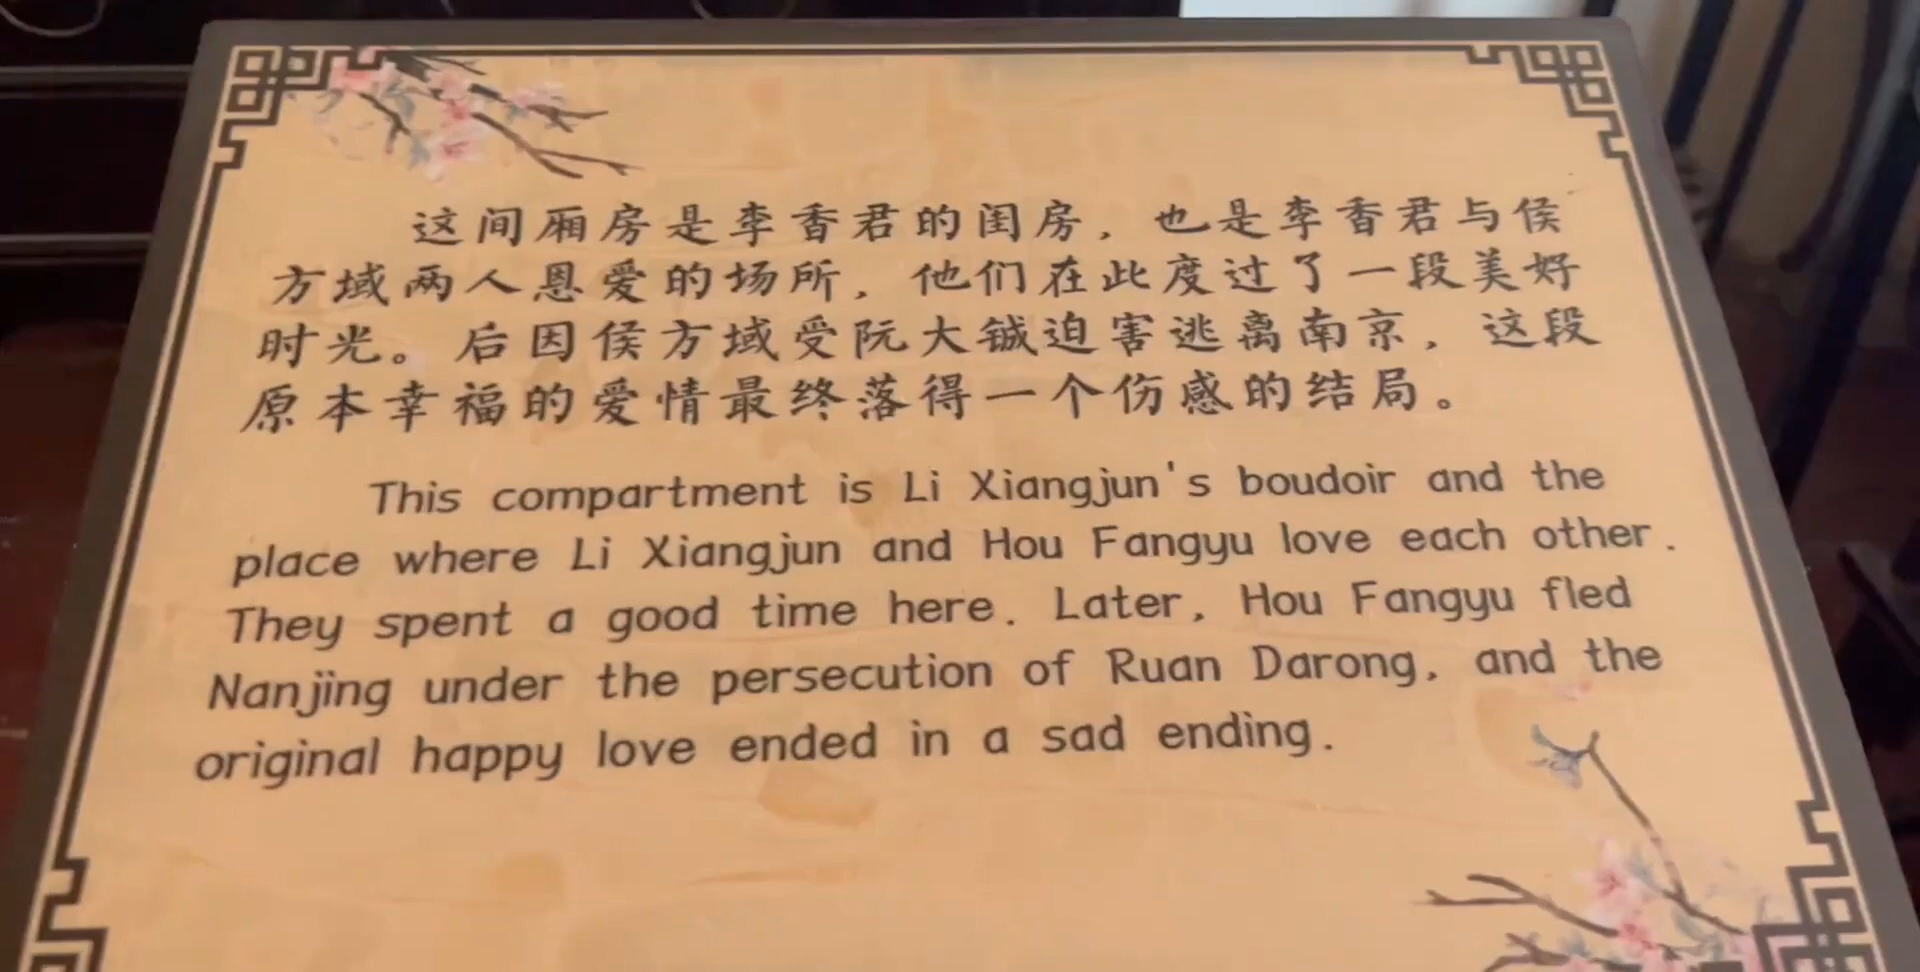 这间厢房是李香君的闺房，也是李香君与侯
方域两人恩爱的场所，他们在此度过了一段美好
时光。后因侯方域受阮大铖迫害逃离南京，这段
原本幸福的爱情最终落得一个伤感的结局。
This compartment is Li Xiangjun's boudoir and the
place where Li Xiangjun and Hou Fangyu love each other.
They spent a good time here. Later, Hou Fangyu fled
Nanjing under the persecution of Ruan Darong, and the
original happy love ended in a sad ending.